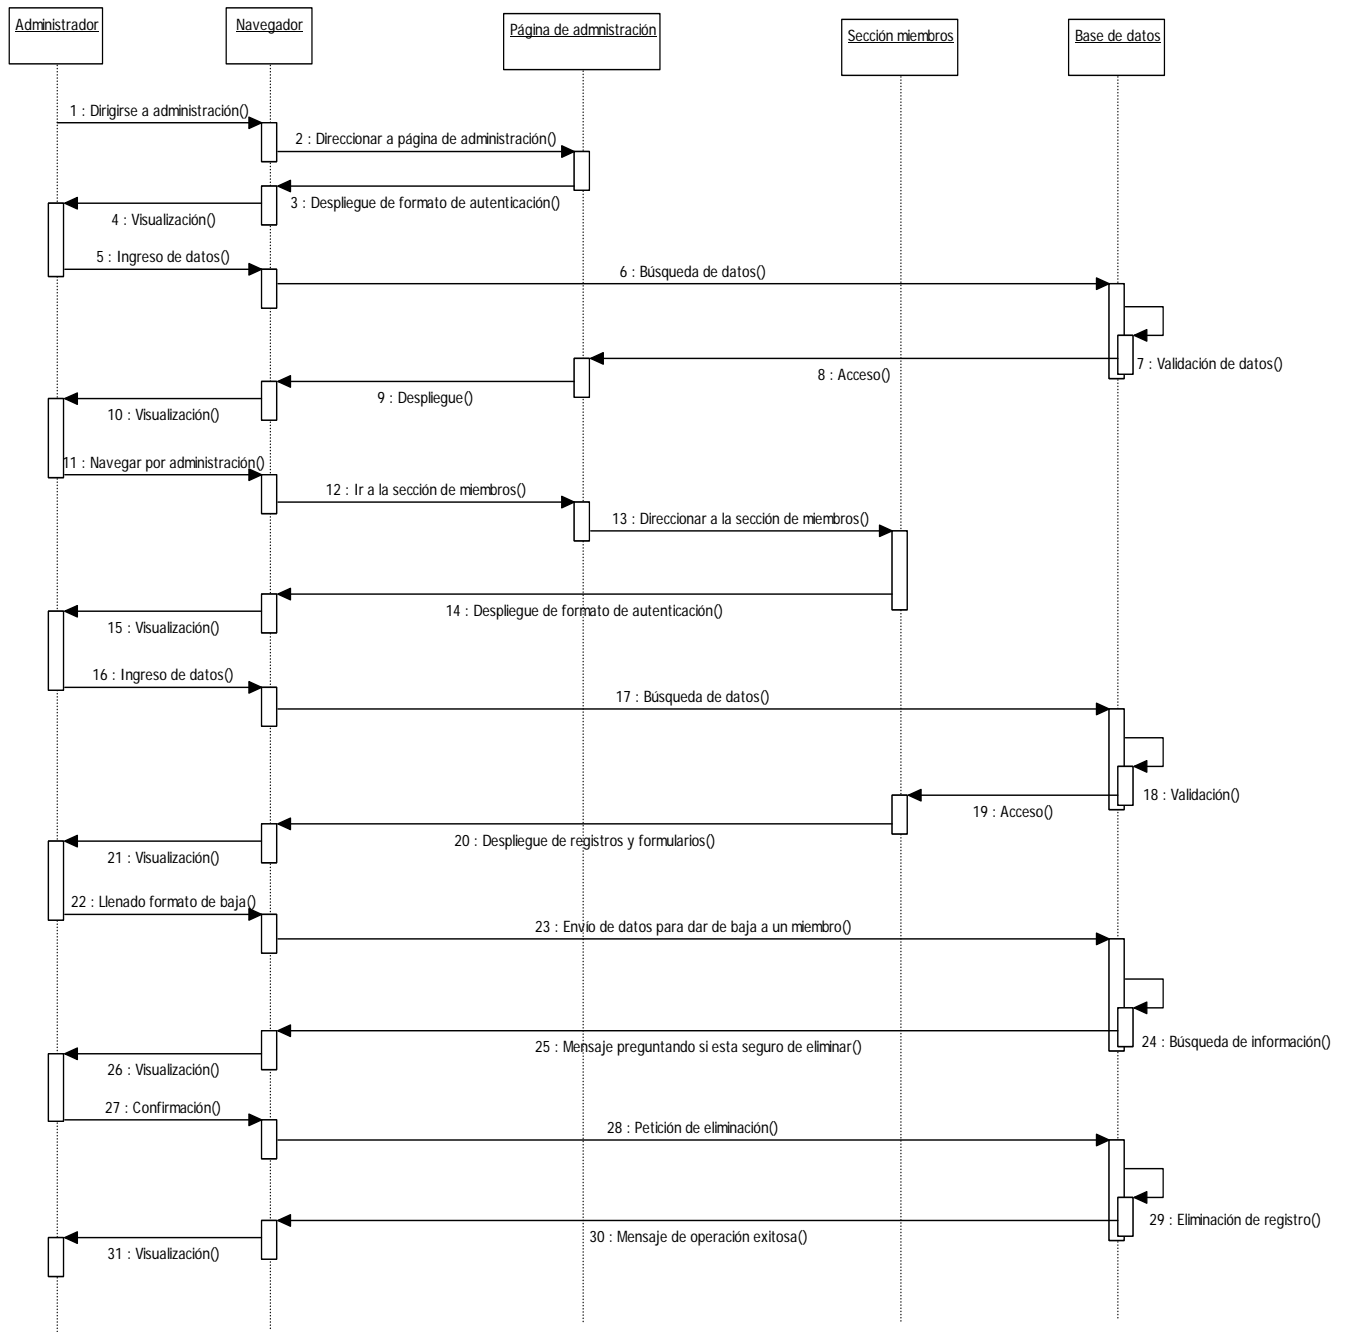 Administrador
Navegador
Página de admnistración
Sección miembros
Base de datos
1 : Dirigirse a administración()
2 : Direccionar a página de administración()
3 : Despliegue de formato de autenticación()
4 : Visualización()
5 : Ingreso de datos()
6 : Búsqueda de datos()
7 : Validación de datos()
8 : Acceso()
9 : Despliegue()
10 : Visualización()
11 : Navegar por administración()
12 : Ir a la sección de miembros()
13 : Direccionar a la sección de miembros()
14 : Despliegue de formato de autenticación()
15 : Visualización()
16 : Ingreso de datos()
17 : Búsqueda de datos()
18 : Validación()
19 : Acceso()
20 : Despliegue de registros y formularios()
21 : Visualización()
22 : Llenado formato de baja()
23 : Envío de datos para dar de baja a un miembro()
24 : Búsqueda de información()
25 : Mensaje preguntando si esta seguro de eliminar()
26 : Visualización()
27 : Confirmación()
28 : Petición de eliminación()
29 : Eliminación de registro()
30 : Mensaje de operación exitosa()
31 : Visualización()